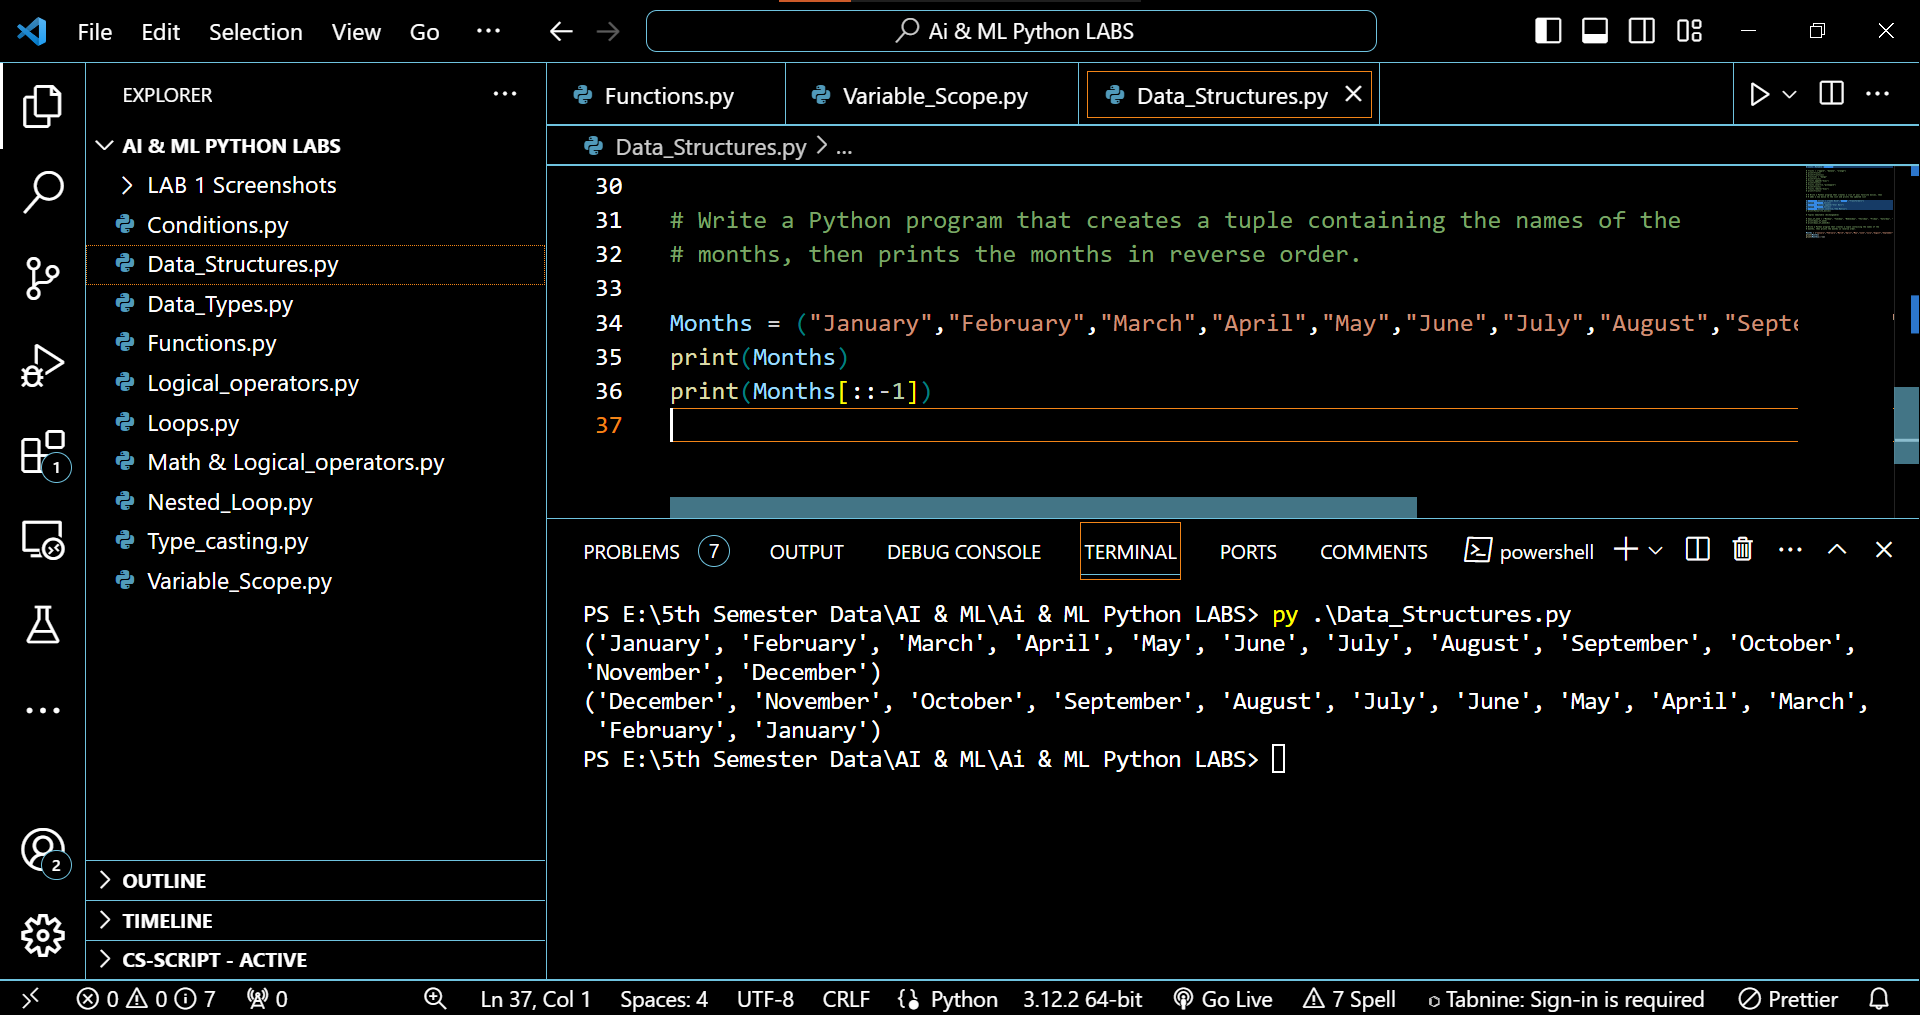 File Edit Selection View Go ··· Ai & ML Python LABS
EXPLORER ···
AI & ML PYTHON LABS
LAB 1 Screenshots
Conditions.py
Data_Structures.py
Data_Types.py
Functions.py
Logical_operators.py
Loops.py
Math & Logical_operators.py
Nested_Loop.py
Type_casting.py
Variable_Scope.py
OUTLINE
TIMELINE
CS-SCRIPT - ACTIVE
1
2
Functions.py Variable_Scope.py Data_Structures.py
Data_Structures.py > ...
30
31 # Write a Python program that creates a tuple containing the names of the
32 # months, then prints the months in reverse order.
33
34 Months = ("January","February","March","April","May","June","July","August","Septe
35 print(Months)
36 print(Months[::-1])
37
PROBLEMS 7 OUTPUT DEBUG CONSOLE TERMINAL PORTS COMMENTS powershell
PS E:\5th Semester Data\AI & ML\Ai & ML Python LABS> py .\Data_Structures.py
('January', 'February', 'March', 'April', 'May', 'June', 'July', 'August', 'September', 'October',
'November', 'December')
('December', 'November', 'October', 'September', 'August', 'July', 'June', 'May', 'April', 'March',
'February', 'January')
PS E:\5th Semester Data\AI & ML\Ai & ML Python LABS>
0 0 7 0 Ln 37, Col 1 Spaces: 4 UTF-8 CRLF Python 3.12.2 64-bit Go Live 7 Spell Tabnine: Sign-in is required Prettier